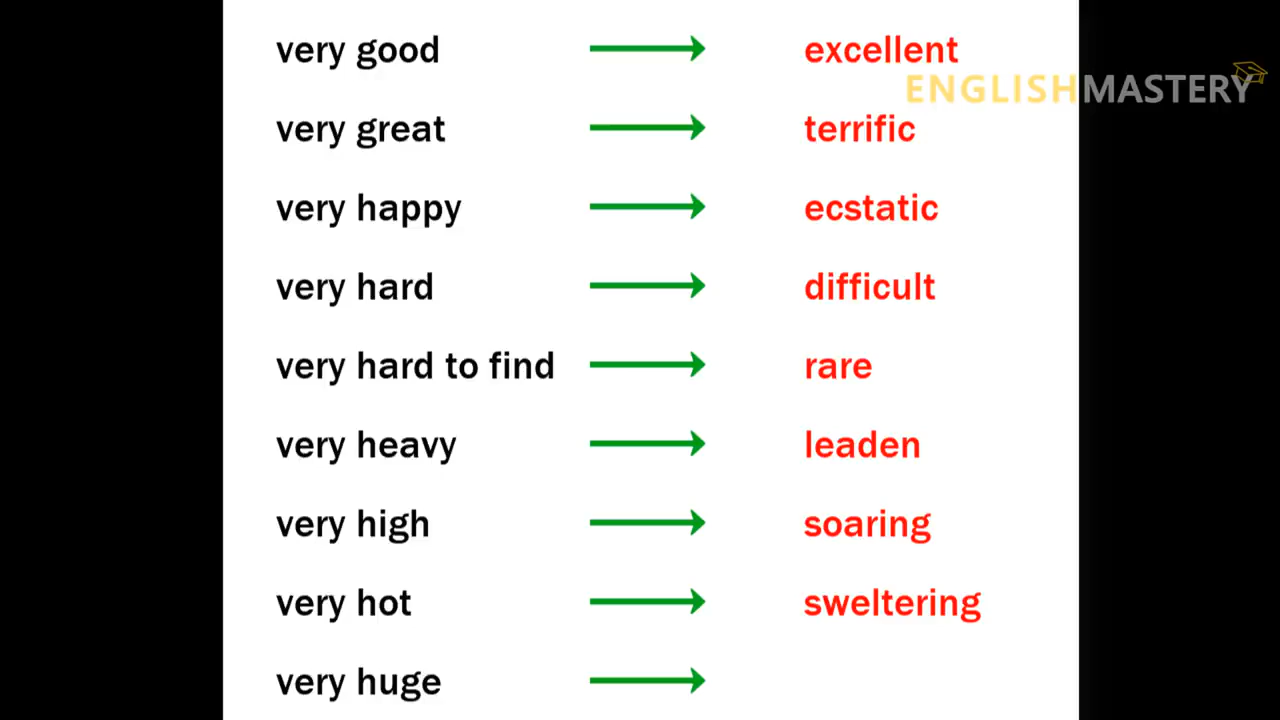 very good → excellent
ENGLISHMASTERY
very great → terrific
very happy → ecstatic
very hard → difficult
very hard to find → rare
very heavy → leaden
very high → soaring
very hot → sweltering
very huge →